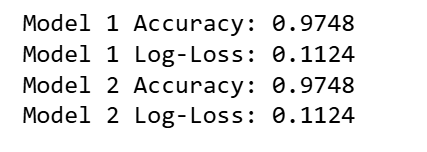 Model 1 Accuracy: 0.9748
Model 1 Log-Loss: 0.1124
Model 2 Accuracy: 0.9748
Model 2 Log-Loss: 0.1124